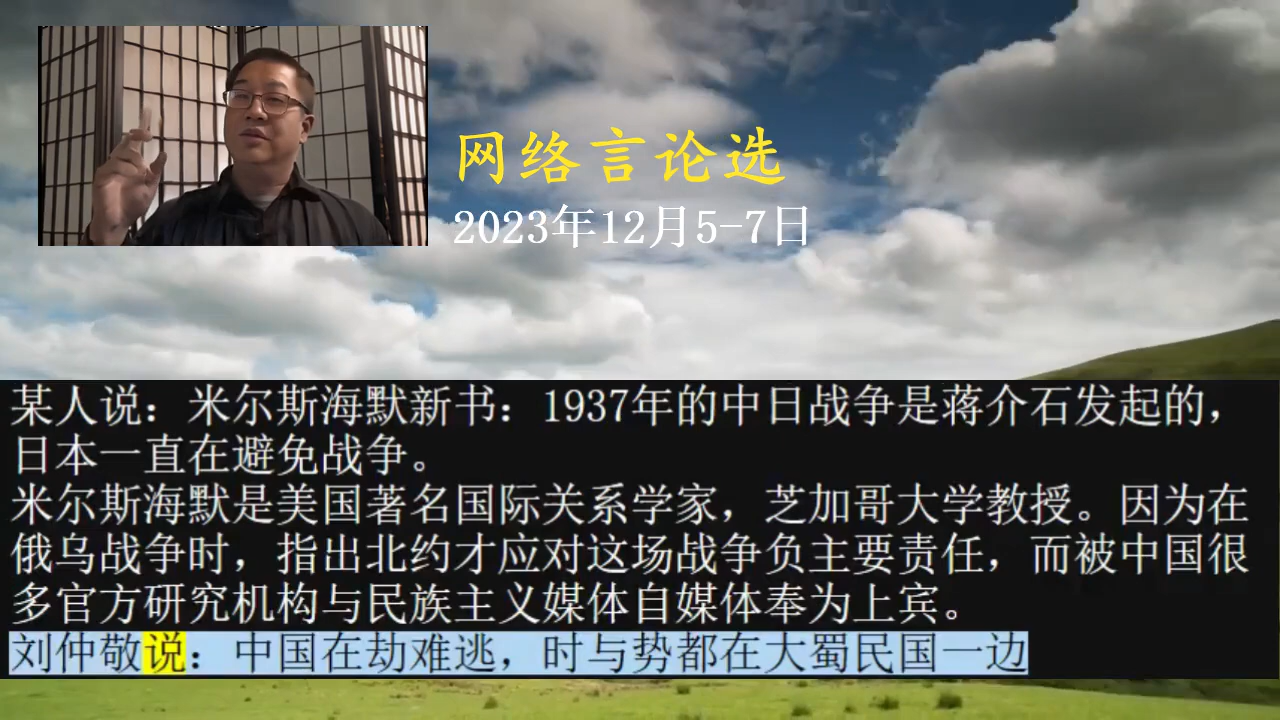 网络言论选
2023年12月5-7日
某人说：米尔斯海默新书：1937年的中日战争是蒋介石发起的，
日本一直在避免战争。
米尔斯海默是美国著名国际关系学家，芝加哥大学教授。因为在
俄乌战争时，指出北约才应对这场战争负主要责任，而被中国很
多官方研究机构与民族主义媒体自媒体奉为上宾。
刘仲敬说：中国在劫难逃，时与势都在大蜀民国一边